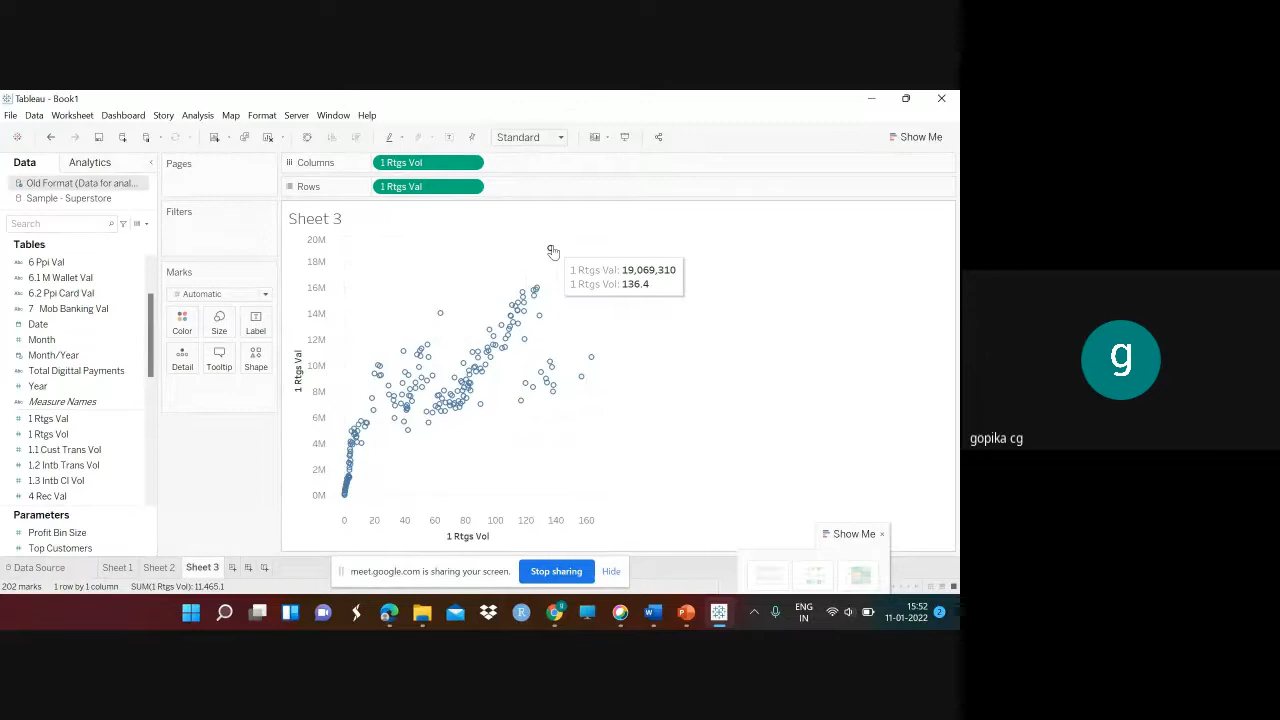 Tableau - Book1
File Data Worksheet Dashboard Story Analysis Map Format Server Window Help
Standard
Show Me
Data Analytics
Pages
Columns 1 Rtgs Vol
Rows 1 Rtgs Val
Old Format (Data for anal...
Sample - Superstore
Search
Filters
Tables
Abc 6 Ppi Val
Abc 6.1 M Wallet Val
Abc 6.2 Ppi Card Val
Abc 7 Mob Banking Val
Date
Month
Month/Year
Abc Total Digittal Payments
Year
Abc Measure Names
# 1 Rtgs Val
# 1 Rtgs Vol
# 1.1 Cust Trans Vol
# 1.2 Intb Trans Vol
# 1.3 Intb Cl Vol
# 4 Rec Val
Parameters
# Profit Bin Size
# Top Customers
Marks
Automatic
Color Size Label
Detail Tooltip Shape
Sheet 3
20M
18M
16M
14M
12M
10M
8M
6M
4M
2M
0M
1 Rtgs Val
0 20 40 60 80 100 120 140 160
1 Rtgs Vol
1 Rtgs Val: 19,069,310
1 Rtgs Vol: 136.4
Show Me ×
Data Source Sheet 1 Sheet 2 Sheet 3
meet.google.com is sharing your screen. Stop sharing Hide
202 marks 1 row by 1 column SUM(1 Rtgs Vol): 11,465.1
ENG
IN
15:52
11-01-2022
2
g
gopika cg